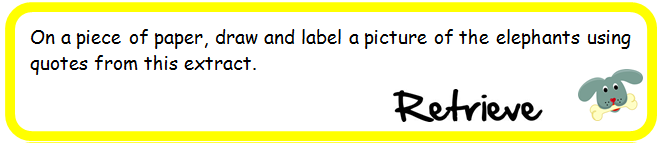 On a piece of paper, draw and label a picture of the elephants using
quotes from this extract.
Retrieve